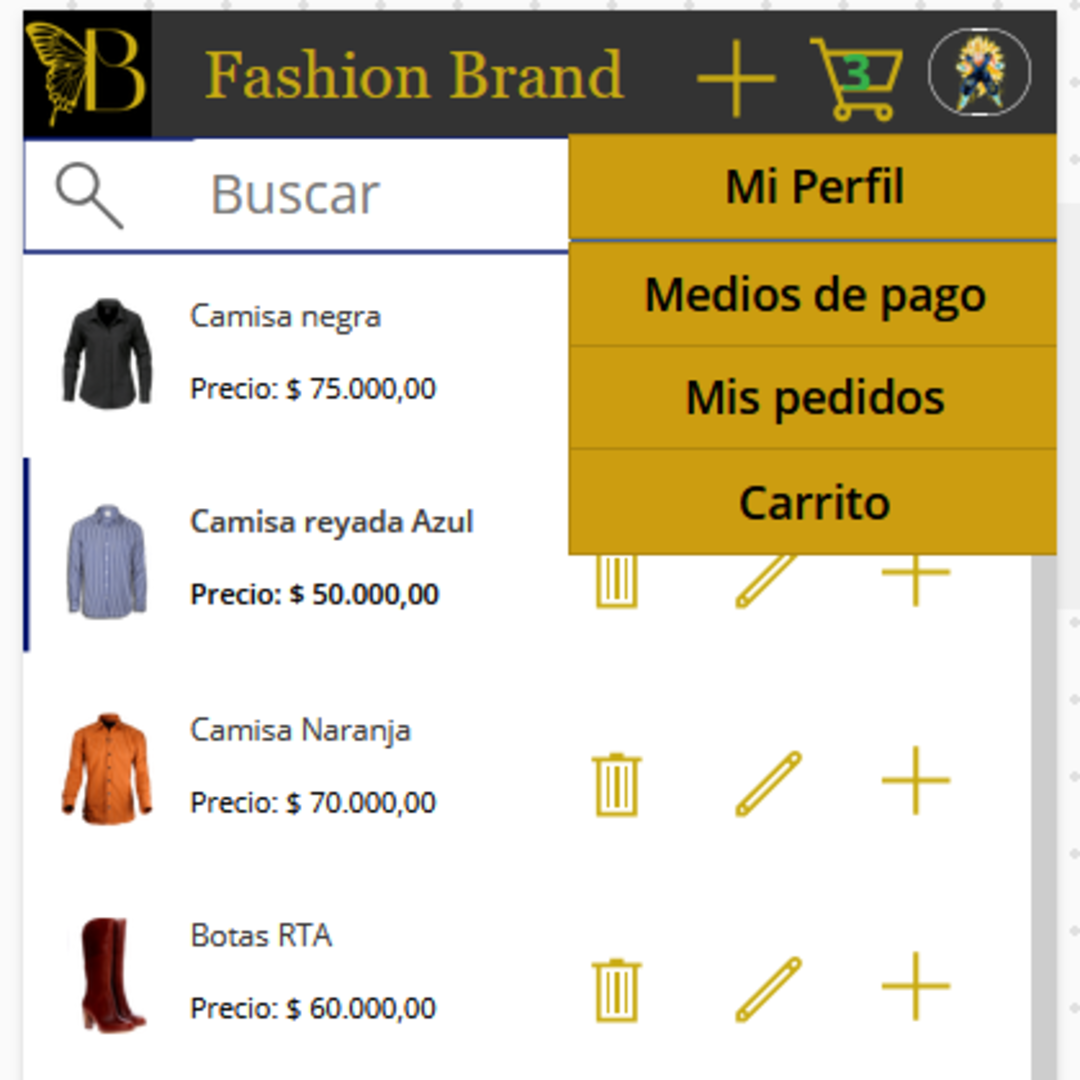 B
Fashion Brand
3
Buscar
Mi Perfil
Medios de pago
Mis pedidos
Carrito
Camisa negra
Precio: $ 75.000,00
Camisa reyada Azul
Precio: $ 50.000,00
Camisa Naranja
Precio: $ 70.000,00
Botas RTA
Precio: $ 60.000,00